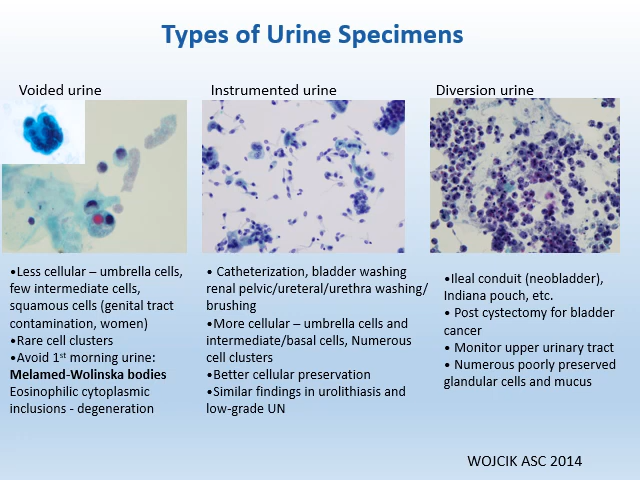 Types of Urine Specimens
Voided urine
•Less cellular – umbrella cells,
few intermediate cells,
squamous cells (genital tract
contamination, women)
•Rare cell clusters
•Avoid 1st morning urine:
Melamed-Wolinska bodies
Eosinophilic cytoplasmic
inclusions - degeneration
Instrumented urine
• Catheterization, bladder washing
renal pelvic/ureteral/urethra washing/
brushing
•More cellular – umbrella cells and
intermediate/basal cells, Numerous
cell clusters
•Better cellular preservation
•Similar findings in urolithiasis and
low-grade UN
Diversion urine
•Ileal conduit (neobladder),
Indiana pouch, etc.
• Post cystectomy for bladder
cancer
• Monitor upper urinary tract
• Numerous poorly preserved
glandular cells and mucus
WOJCIK ASC 2014